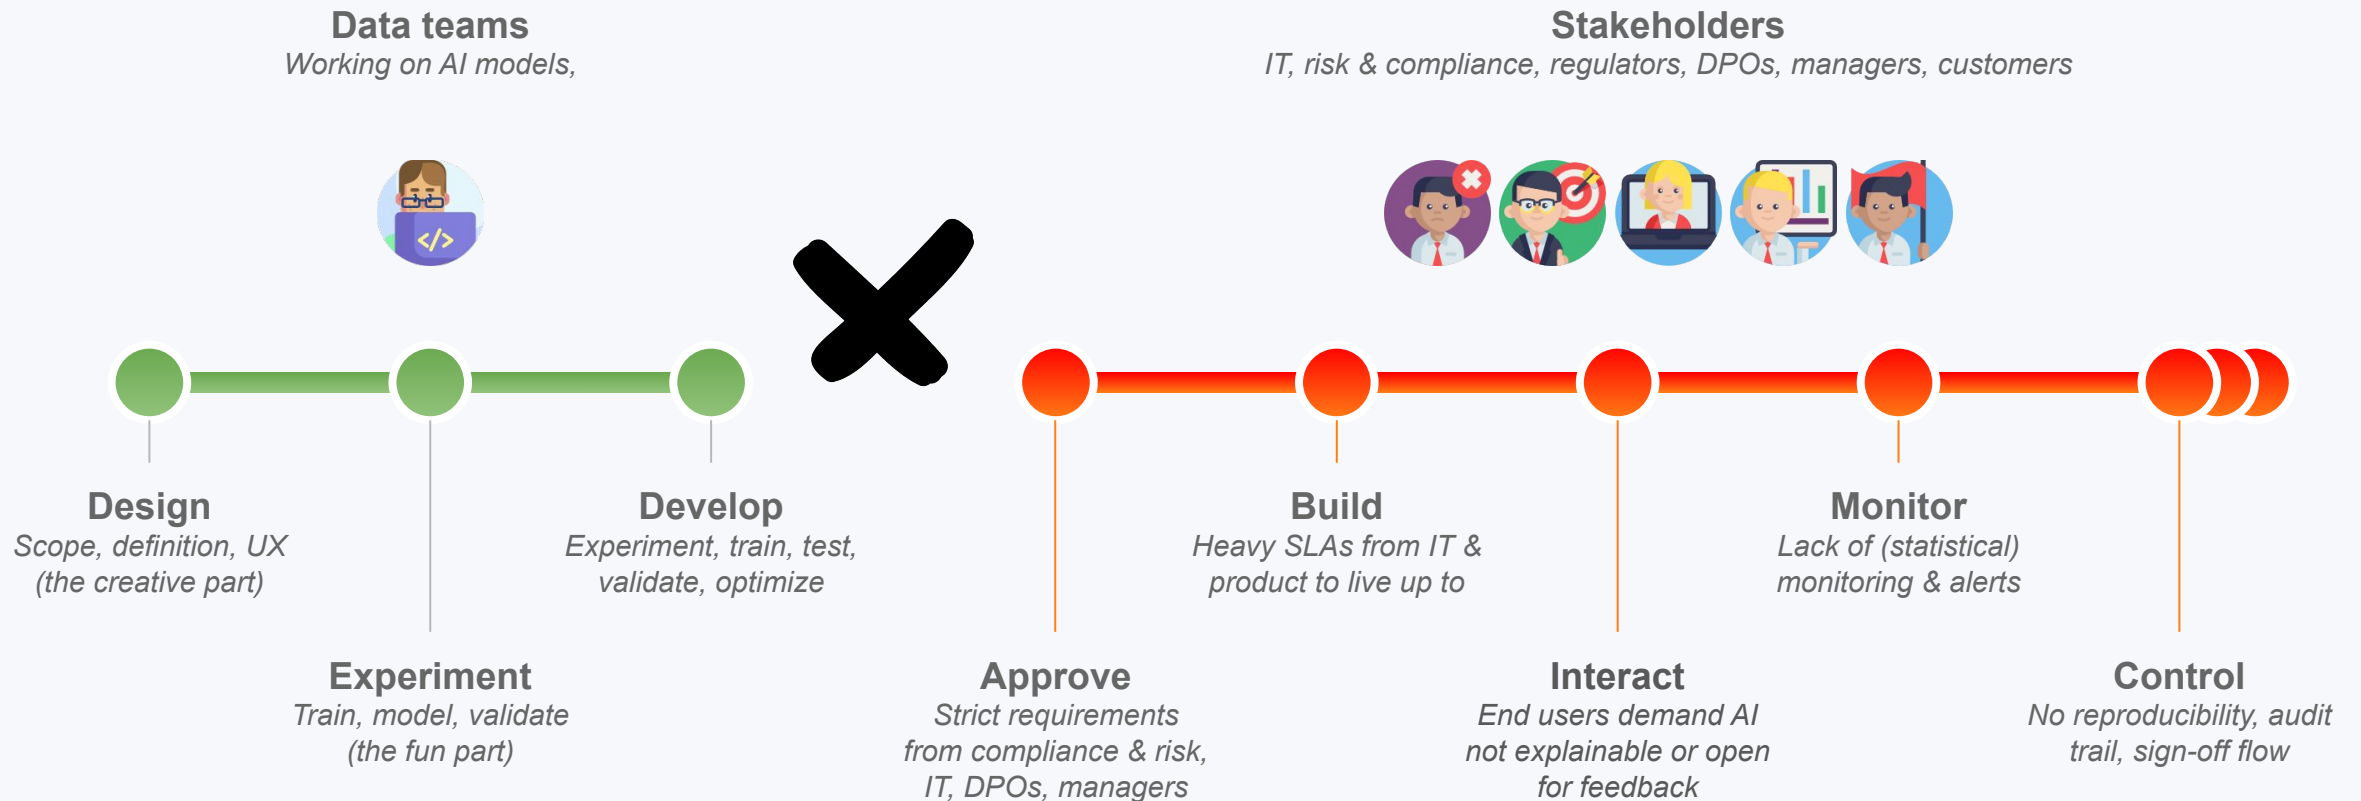 Data teams
Working on AI models,
Stakeholders
IT, risk & compliance, regulators, DPOs, managers, customers
</>
Design
Scope, definition, UX
(the creative part)
Experiment
Train, model, validate
(the fun part)
Develop
Experiment, train, test,
validate, optimize
Approve
Strict requirements
from compliance & risk,
IT, DPOs, managers
Build
Heavy SLAs from IT &
product to live up to
Interact
End users demand AI
not explainable or open
for feedback
Monitor
Lack of (statistical)
monitoring & alerts
Control
No reproducibility, audit
trail, sign-off flow